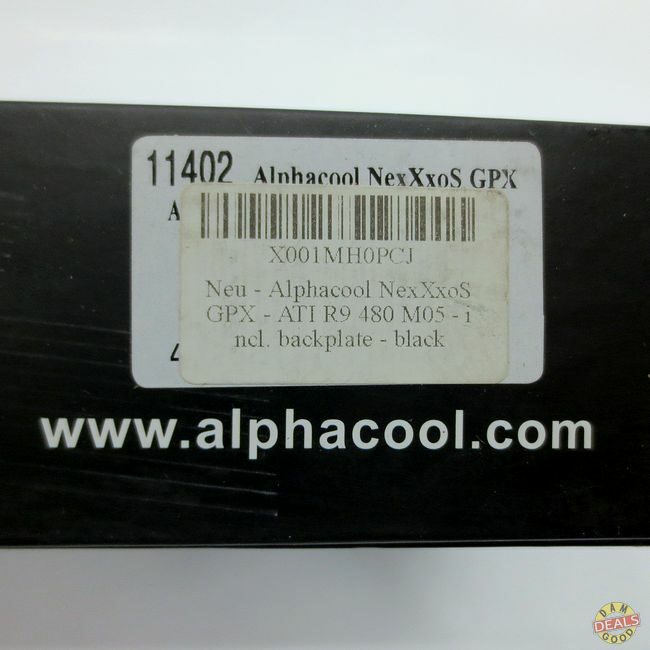 11402 Alphacool NexXxoS GPX
A
X001MH0PCJ
Neu - Alphacool NexXxoS
GPX - ATI R9 480 M05 - i
ncl. backplate - black
4
www.alphacool.com
DAM
DEALS
GOOD